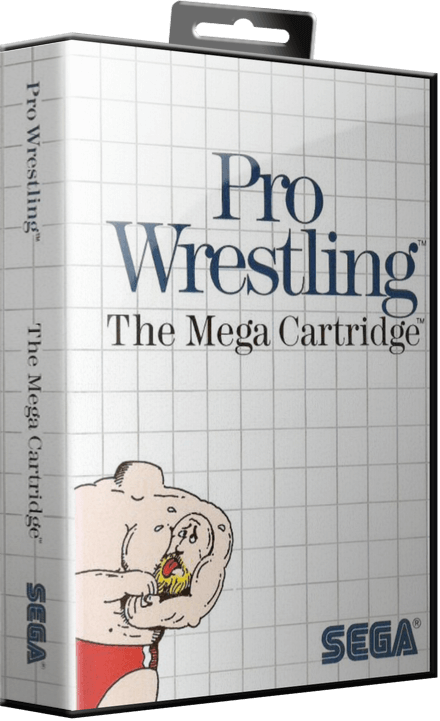 Pro Wrestling™
The Mega Cartridge™
SEGA
Pro
Wrestling™
The Mega Cartridge™
SEGA®